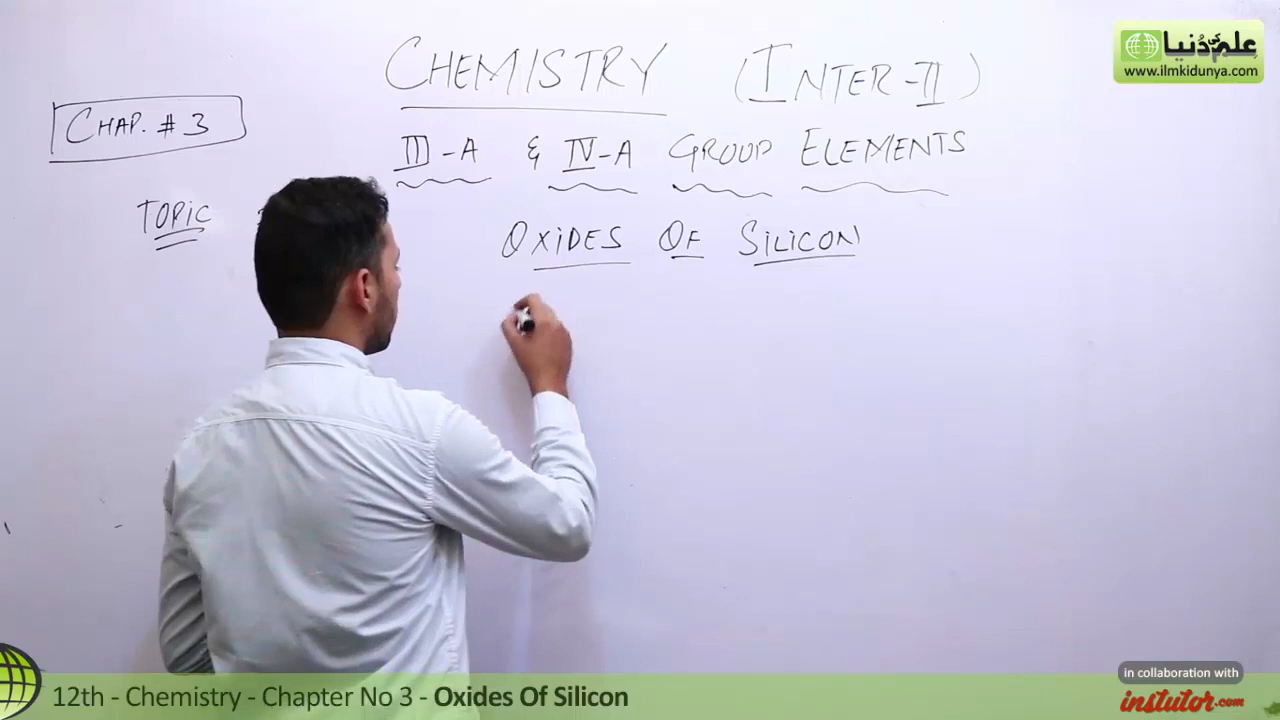 علم کی دنیا
www.ilmkidunya.com
CHEMISTRY (INTER-II)
CHAP. # 3
III-A & IV-A GROUP ELEMENTS
TOPIC
OXIDES OF SILICON
in collaboration with
instutor.com
12th - Chemistry - Chapter No 3 - Oxides Of Silicon